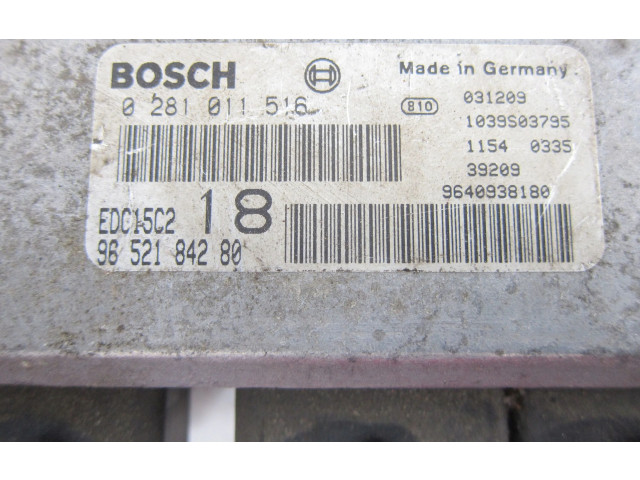 BOSCH
Made in Germany
0 281 011 516
810
031209
1039S03795
1154 0335
39209
9640938180
EDC15C2 18
96 521 842 80